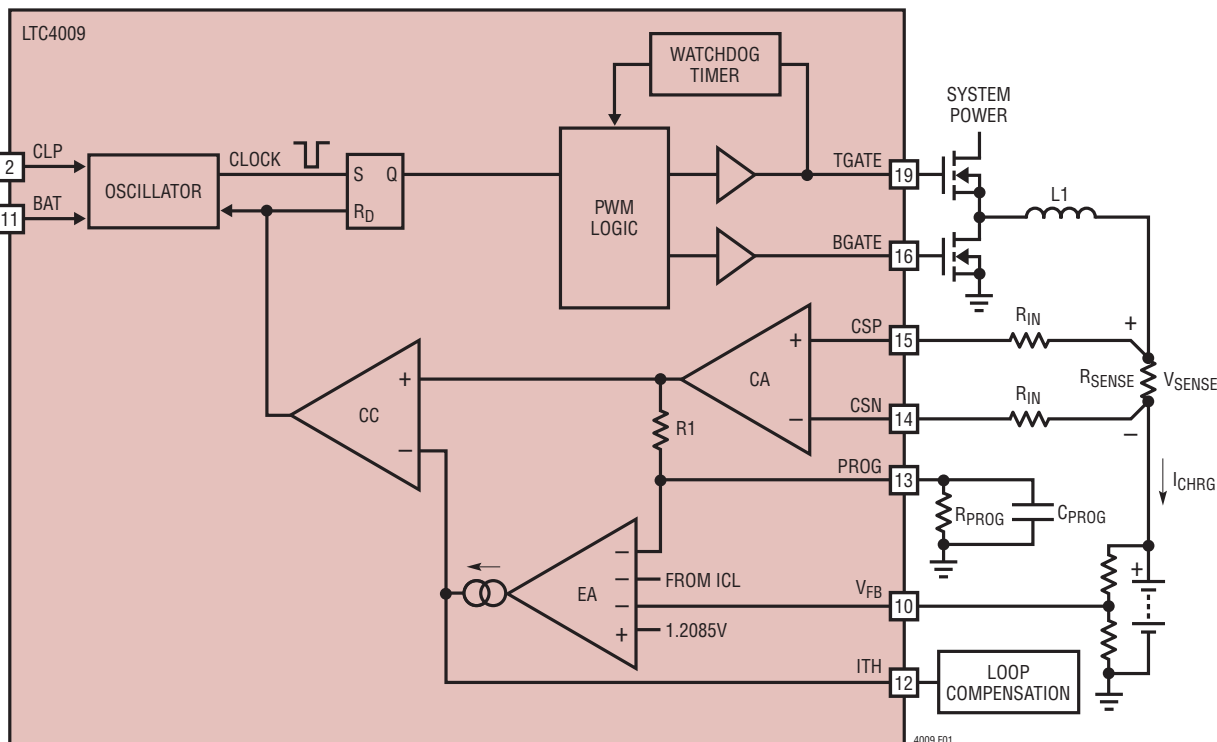 LTC4009
WATCHDOG
TIMER
SYSTEM
POWER
2
CLP
11
BAT
OSCILLATOR
CLOCK
S
Q
RD
PWM
LOGIC
TGATE
19
BGATE
16
L1
CSP
15
RIN
+
RSENSE
VSENSE
CSN
14
RIN
–
+
–
CA
R1
+
–
CC
PROG
13
RPROG
CPROG
ICHRG
–
–
FROM ICL
–
+
1.2085V
EA
VFB
10
+
ITH
12
LOOP
COMPENSATION
4009 F01